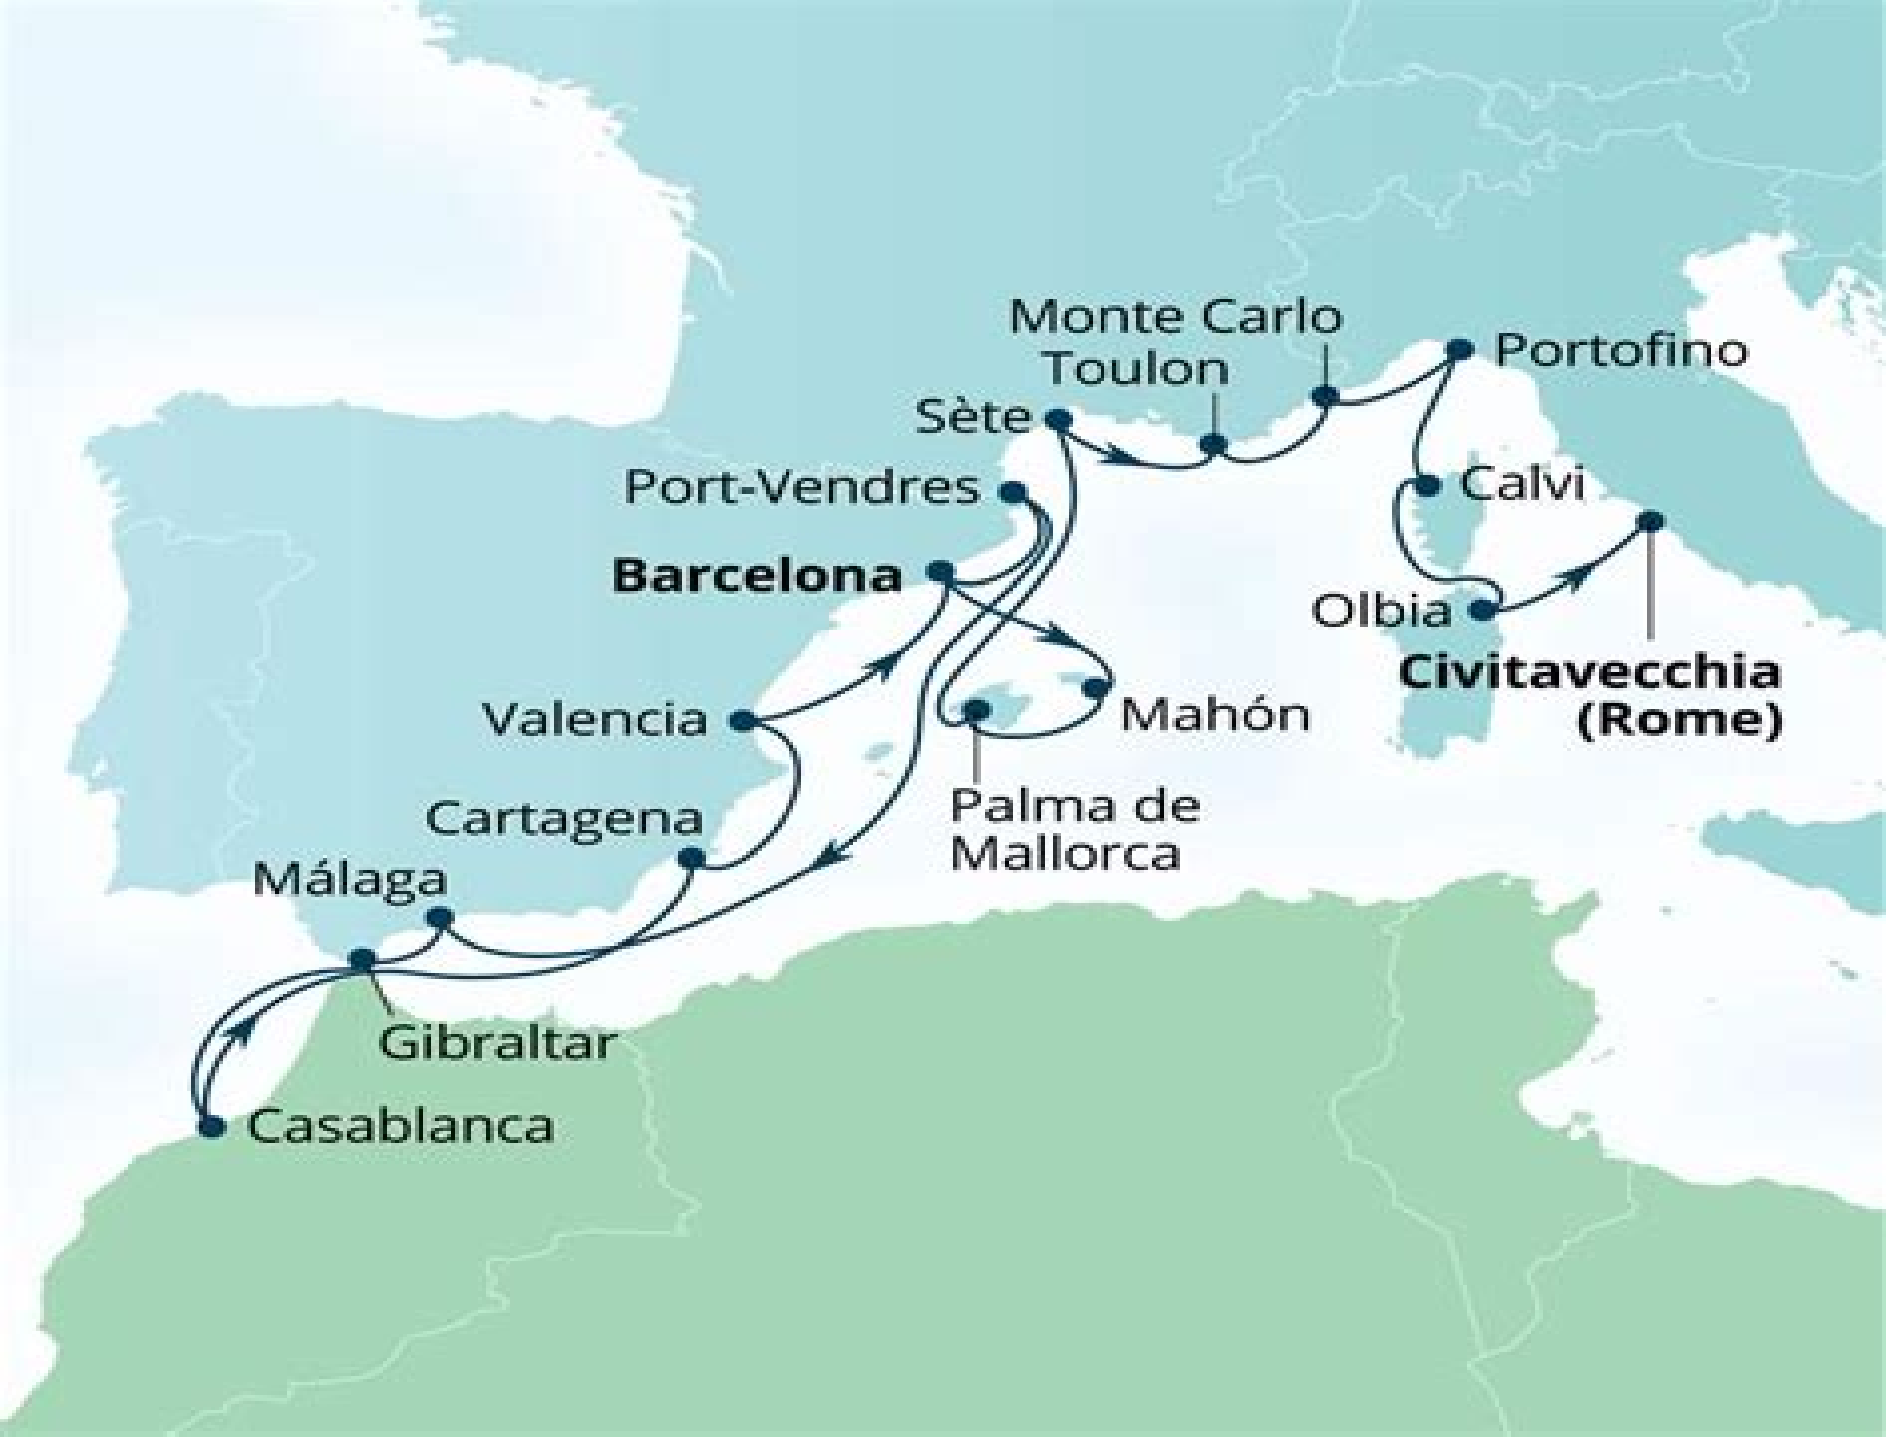 Monte Carlo
Toulon
Portofino
Sète
Port-Vendres
Calvi
Barcelona
Olbia
Civitavecchia
(Rome)
Valencia
Mahón
Palma de
Mallorca
Cartagena
Málaga
Gibraltar
Casablanca